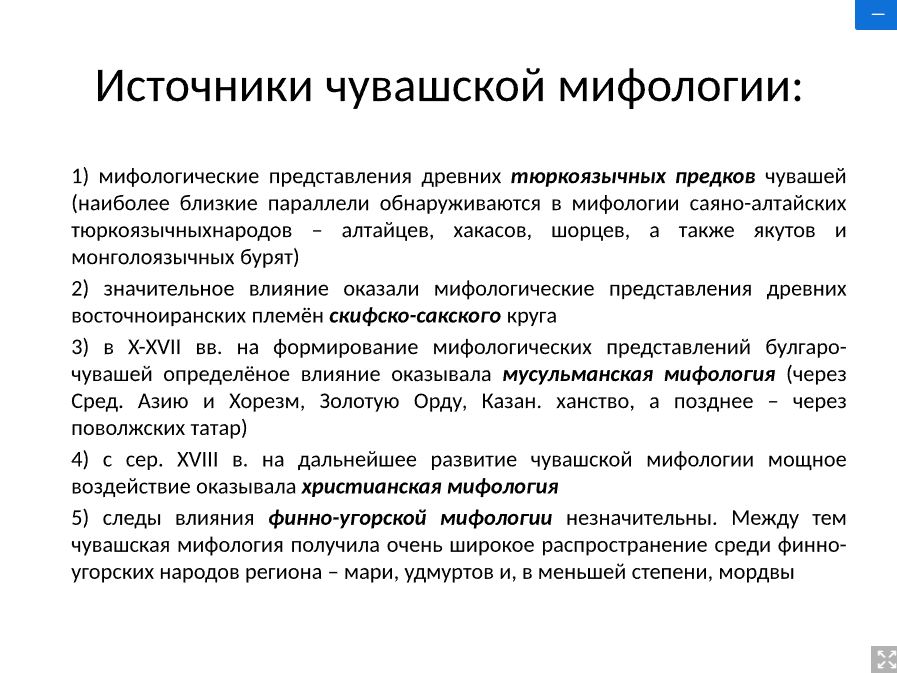 Источники чувашской мифологии:
1) мифологические представления древних тюркоязычных предков чувашей
(наиболее близкие параллели обнаруживаются в мифологии саяно-алтайских
тюркоязычныхнародов – алтайцев, хакасов, шорцев, а также якутов и
монголоязычных бурят)
2) значительное влияние оказали мифологические представления древних
восточноиранских племён скифско-сакского круга
3) в X-XVII вв. на формирование мифологических представлений булгаро-
чувашей определёное влияние оказывала мусульманская мифология (через
Сред. Азию и Хорезм, Золотую Орду, Казан. ханство, а позднее – через
поволжских татар)
4) с сер. XVIII в. на дальнейшее развитие чувашской мифологии мощное
воздействие оказывала христианская мифология
5) следы влияния финно-угорской мифологии незначительны. Между тем
чувашская мифология получила очень широкое распространение среди финно-
угорских народов региона – мари, удмуртов и, в меньшей степени, мордвы